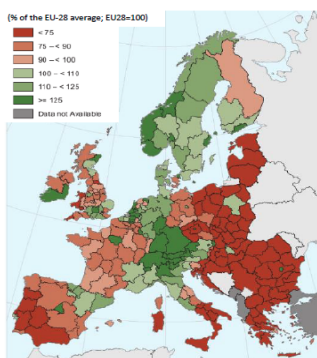 (% of the EU-28 average; EU28=100)
< 75
75 -< 90
90 -< 100
100 -< 110
110 -< 125
>= 125
Data not Available